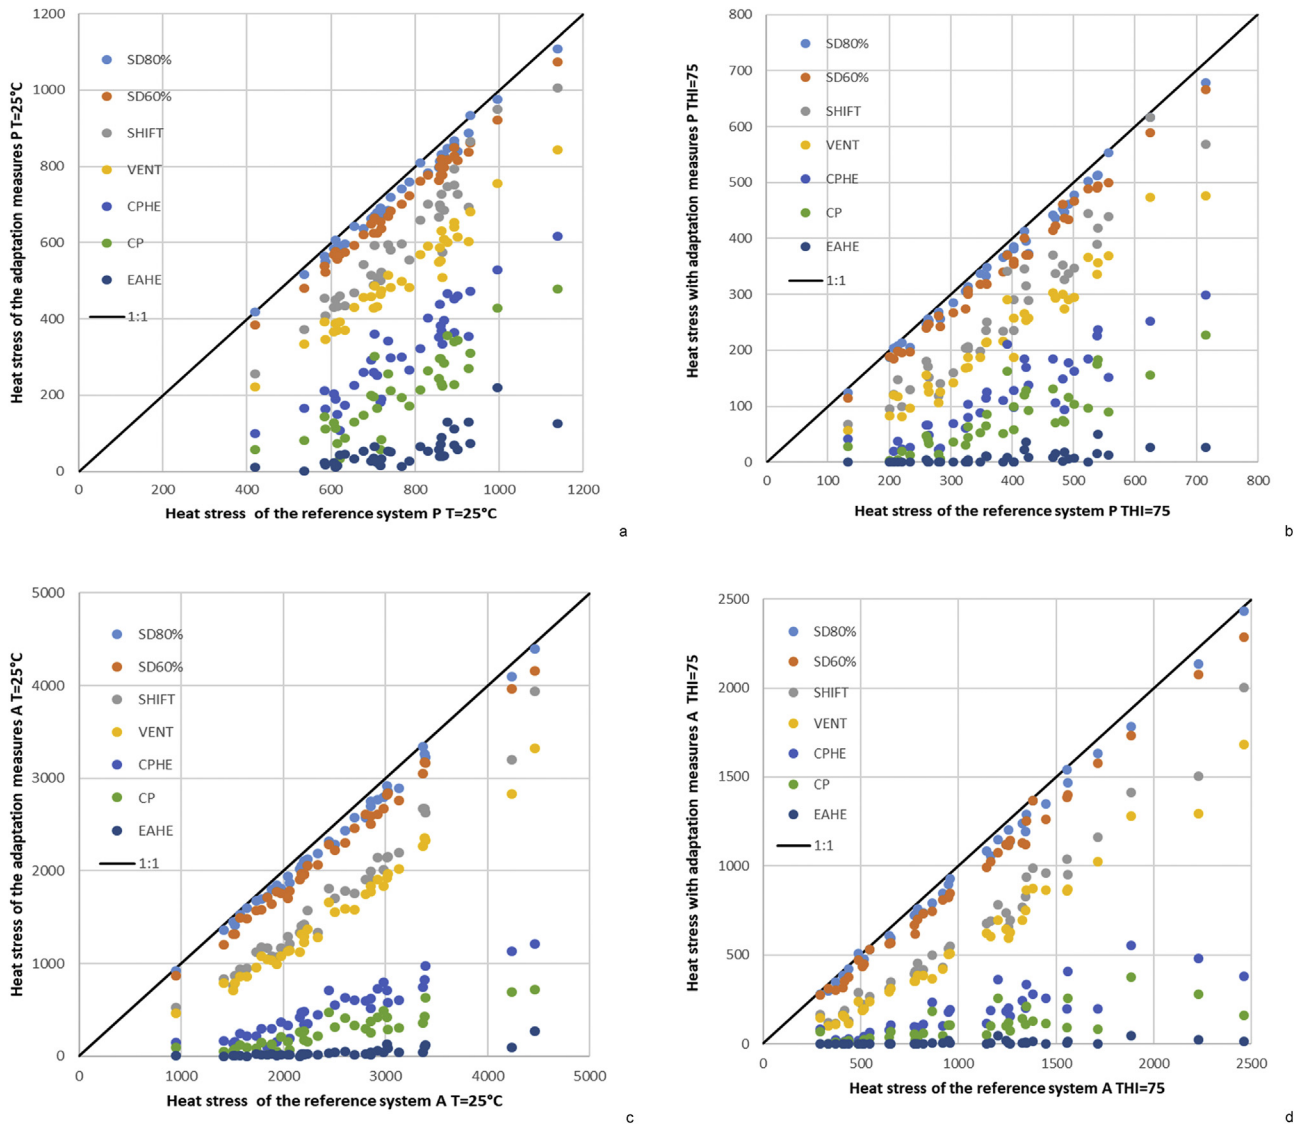 1200
1000
800
600
400
200
0
SD80%
SD60%
SHIFT
VENT
CPHE
CP
EAHE
1:1
0 200 400 600 800 1000 1200
Heat stress of the adaptation measures P T=25°C
Heat stress of the reference system P T=25°C
a
800
700
600
500
400
300
200
100
0
SD80%
SD60%
SHIFT
VENT
CPHE
CP
EAHE
1:1
0 100 200 300 400 500 600 700 800
Heat stress with adaptation measures P THI=75
Heat stress of the reference system P THI=75
b
5000
4000
3000
2000
1000
0
SD80%
SD60%
SHIFT
VENT
CPHE
CP
EAHE
1:1
0 1000 2000 3000 4000 5000
Heat stress of the adaptation measures A T=25°C
Heat stress of the reference system A T=25°C
c
2500
2000
1500
1000
500
0
SD80%
SD60%
SHIFT
VENT
CPHE
CP
EAHE
1:1
0 500 1000 1500 2000 2500
Heat stress with adaptation measures A THI=75
Heat stress of the reference system A THI=75
d